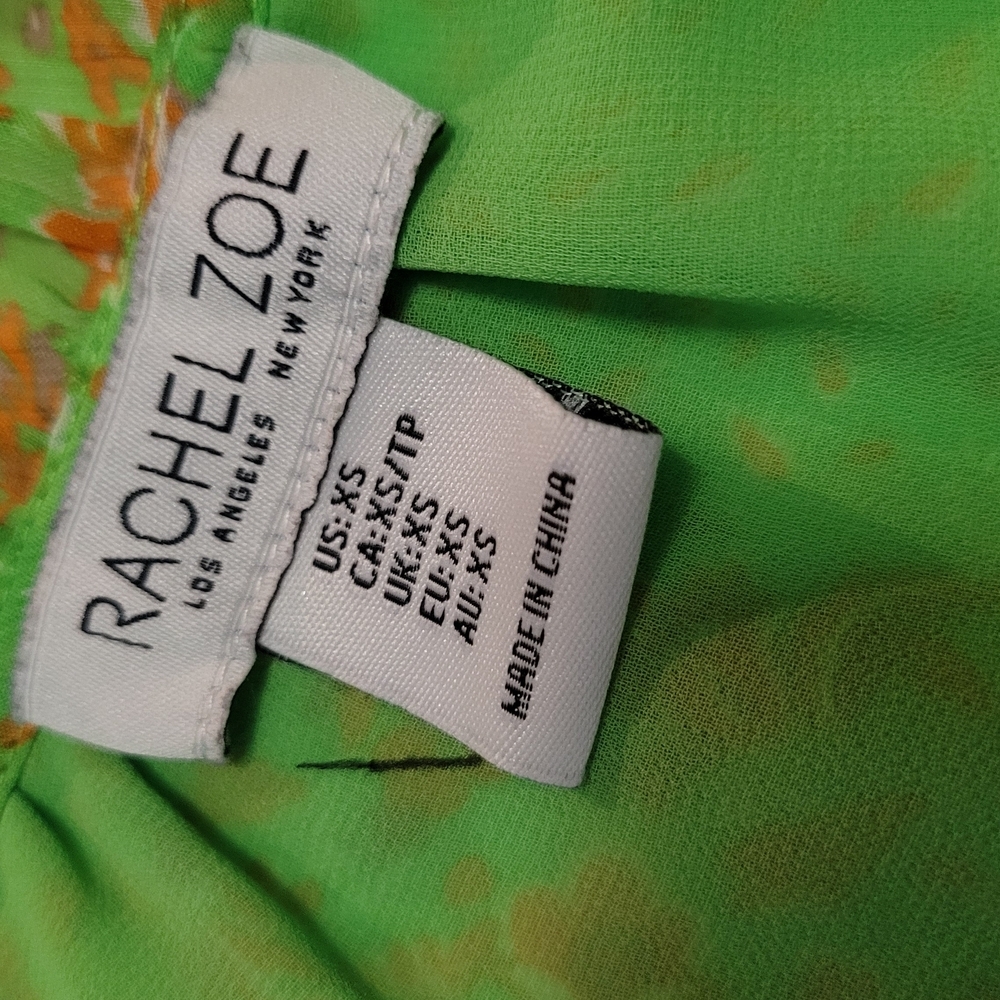 RACHEL ZOE
LOS ANGELES NEW YORK
US: XS
CA: XS/TP
UK: XS
EU: XS
AU: XS
MADE IN CHINA